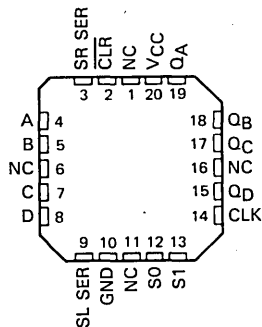 SR SER
CLR
NC
VCC
QA
3 2 1 20 19
A 4
B 5
NC 6
C 7
D 8
18 QB
17 QC
16 NC
15 QD
14 CLK
9 10 11 12 13
SL SER
GND
NC
S0
S1